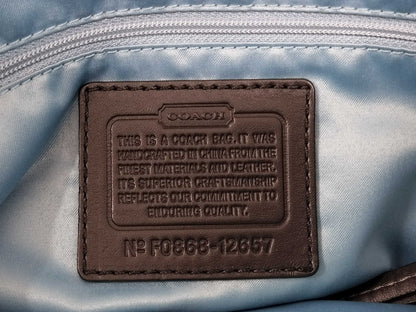 COACH
THIS IS A COACH BAG. IT WAS
HANDCRAFTED IN CHINA FROM THE
FINEST MATERIALS AND LEATHER.
IT'S SUPERIOR CRAFTSMANSHIP
REFLECTS OUR COMMITMENT TO
ENDURING QUALITY.
Nº F0868-12657